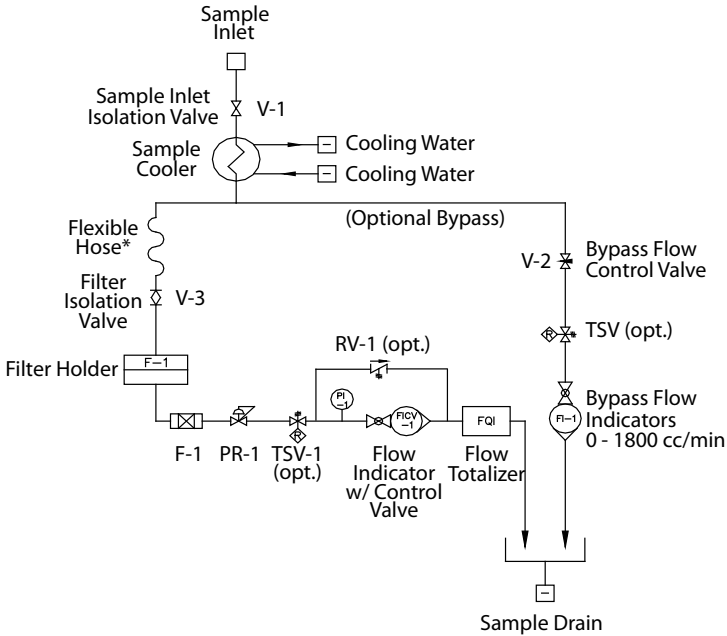 Sample
Inlet
Sample Inlet
Isolation Valve
V-1
Sample
Cooler
Cooling Water
Cooling Water
(Optional Bypass)
Flexible
Hose*
V-2
Bypass Flow
Control Valve
Filter
Isolation
Valve
V-3
R
TSV (opt.)
RV-1 (opt.)
Filter Holder
F-1
PI
-1
FICV
-1
FQI
FI-1
Bypass Flow
Indicators
0 - 1800 cc/min
F-1
PR-1
R
TSV-1
(opt.)
Flow
Indicator
w/ Control
Valve
Flow
Totalizer
Sample Drain